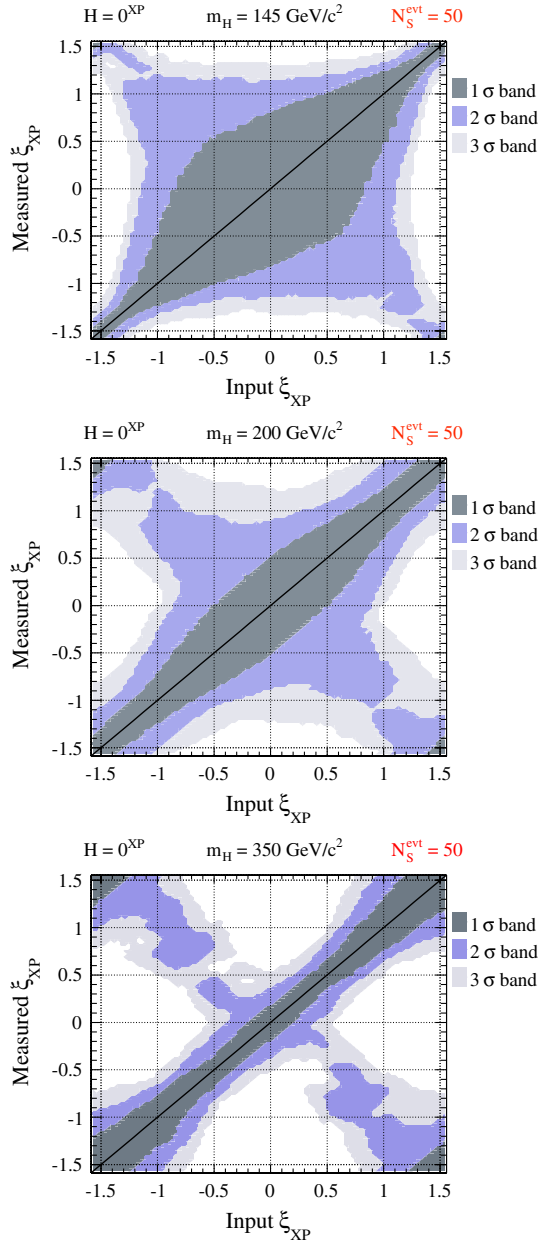 H = 0^XP m_H = 145 GeV/c² N_S^evt = 50
1.5
1
0.5
0
-0.5
-1
-1.5
Measured ξ_XP
-1.5 -1 -0.5 0 0.5 1 1.5
Input ξ_XP
1 σ band
2 σ band
3 σ band
H = 0^XP m_H = 200 GeV/c² N_S^evt = 50
1.5
1
0.5
0
-0.5
-1
-1.5
Measured ξ_XP
-1.5 -1 -0.5 0 0.5 1 1.5
Input ξ_XP
1 σ band
2 σ band
3 σ band
H = 0^XP m_H = 350 GeV/c² N_S^evt = 50
1.5
1
0.5
0
-0.5
-1
-1.5
Measured ξ_XP
-1.5 -1 -0.5 0 0.5 1 1.5
Input ξ_XP
1 σ band
2 σ band
3 σ band